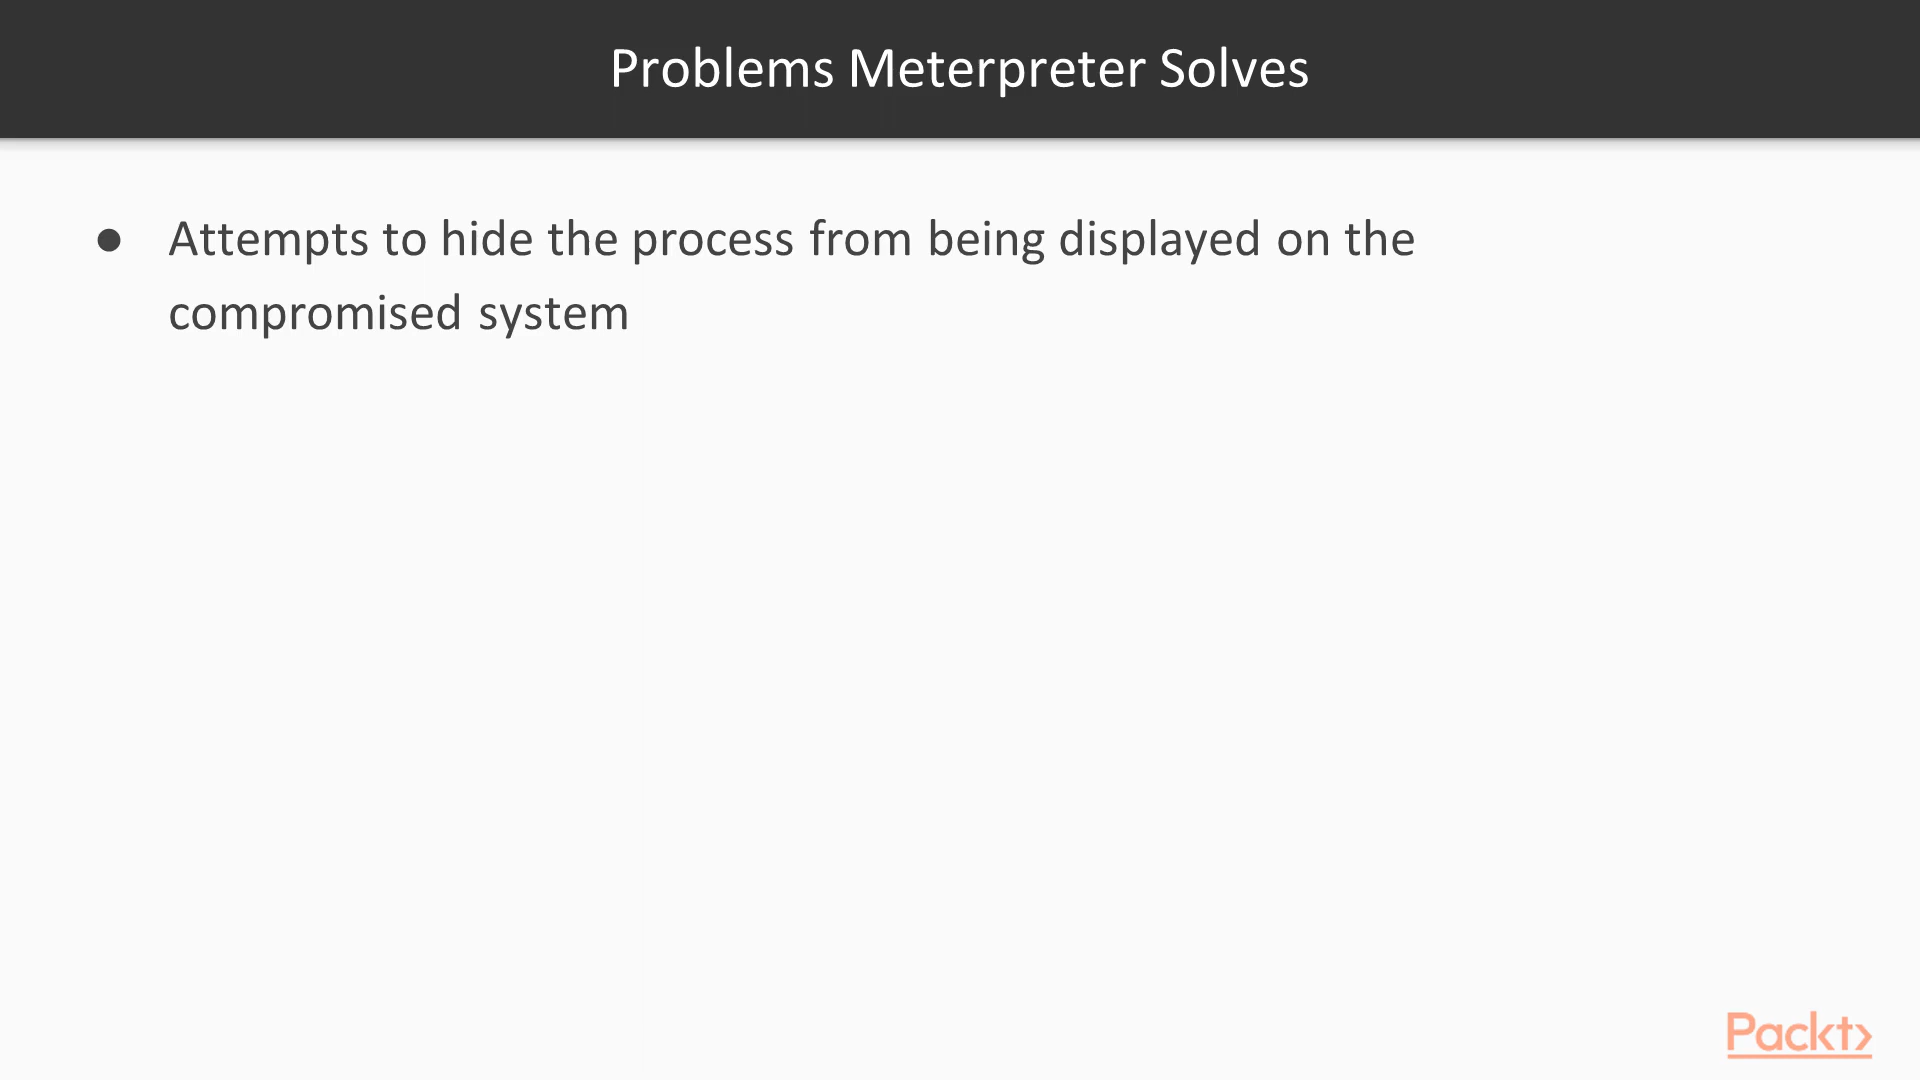 Problems Meterpreter Solves
● Attempts to hide the process from being displayed on the
compromised system
Packt>